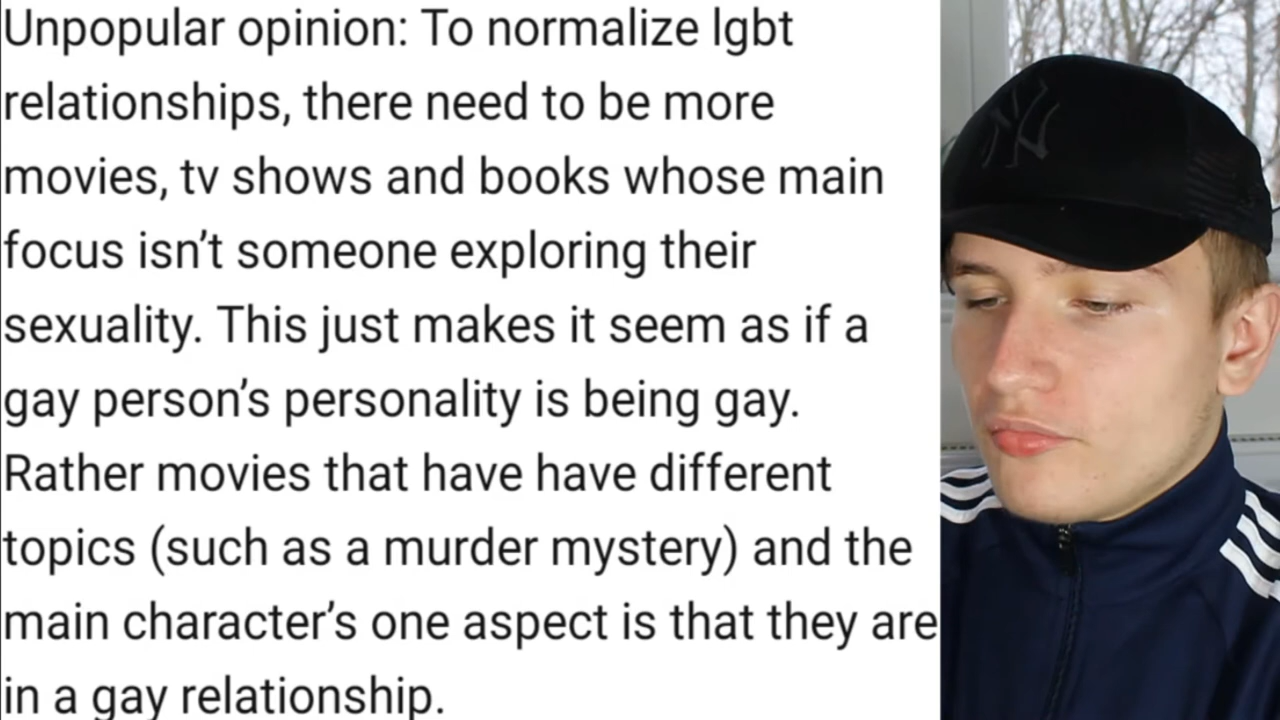 Unpopular opinion: To normalize lgbt
relationships, there need to be more
movies, tv shows and books whose main
focus isn’t someone exploring their
sexuality. This just makes it seem as if a
gay person’s personality is being gay.
Rather movies that have have different
topics (such as a murder mystery) and the
main character’s one aspect is that they are
in a gay relationship.
NY